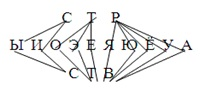 С Т Р
Ы И О Э Е Я Ю Ё У А
С Т В